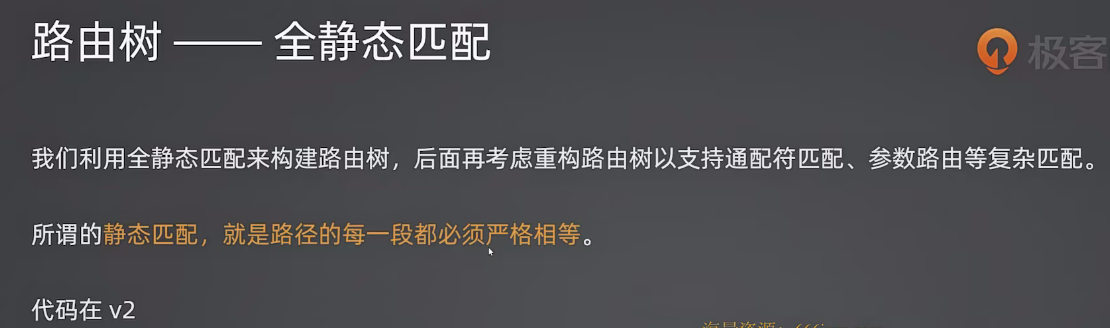 路由树 —— 全静态匹配
极客
我们利用全静态匹配来构建路由树，后面再考虑重构路由树以支持通配符匹配、参数路由等复杂匹配。
所谓的静态匹配，就是路径的每一段都必须严格相等。
代码在 v2